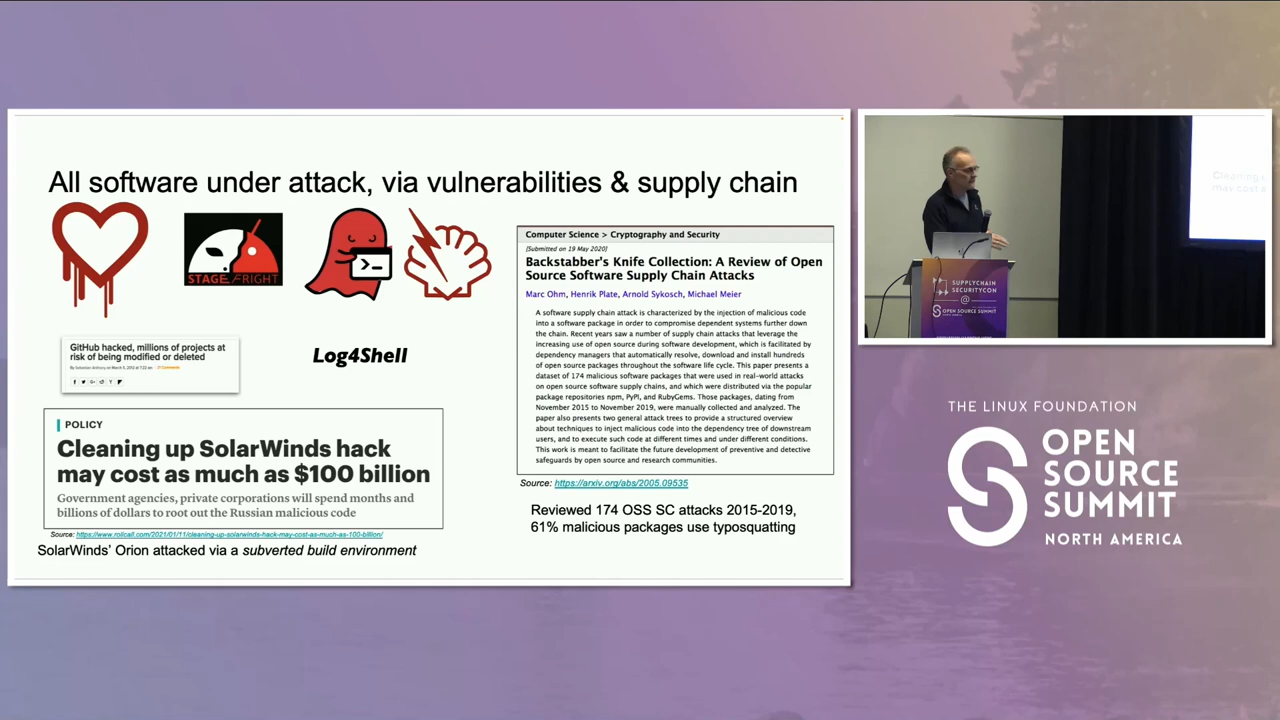 All software under attack, via vulnerabilities & supply chain
STAGEFRIGHT
GitHub hacked, millions of projects at
risk of being modified or deleted
Log4Shell
POLICY
Cleaning up SolarWinds hack
may cost as much as $100 billion
Government agencies, private corporations will spend months and
billions of dollars to root out the Russian malicious code
Source: https://www.rollcall.com/2021/01/11/cleaning-up-solarwinds-hack-may-cost-as-much-as-100-billion/
SolarWinds' Orion attacked via a subverted build environment
Computer Science > Cryptography and Security
[Submitted on 19 May 2020]
Backstabber's Knife Collection: A Review of Open
Source Software Supply Chain Attacks
Marc Ohm, Henrik Plate, Arnold Sykosch, Michael Meier
A software supply chain attack is characterized by the injection of malicious code
into a software package in order to compromise dependent systems further down
the chain. Recent years saw a number of supply chain attacks that leverage the
increasing use of open source during software development, which is facilitated by
dependency managers that automatically resolve, download and install hundreds
of open source packages throughout the software life cycle. This paper presents a
dataset of 174 malicious software packages that were used in real-world attacks
on open source software supply chains, and which were distributed via the popular
package repositories npm, PyPI, and RubyGems. Those packages, dating from
November 2015 to November 2019, were manually collected and analyzed. The
paper also presents two general attack trees to provide a structured overview
about techniques to inject malicious code into the dependency tree of downstream
users, and to execute such code at different times and under different conditions.
This work is meant to facilitate the future development of preventive and detective
safeguards by open source and research communities.
Source: https://arxiv.org/abs/2005.09535
Reviewed 174 OSS SC attacks 2015-2019,
61% malicious packages use typosquatting
Cleaning
may cost a
SUPPLYCHAIN
SECURITYCON
@
OPEN SOURCE SUMMIT
THE LINUX FOUNDATION
OPEN
SOURCE
SUMMIT
NORTH AMERICA